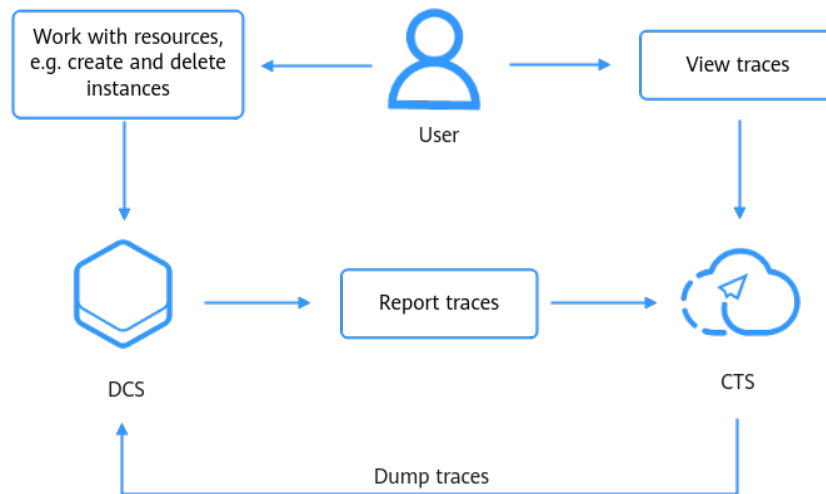 Work with resources,
e.g. create and delete
instances
View traces
User
Report traces
DCS
CTS
Dump traces